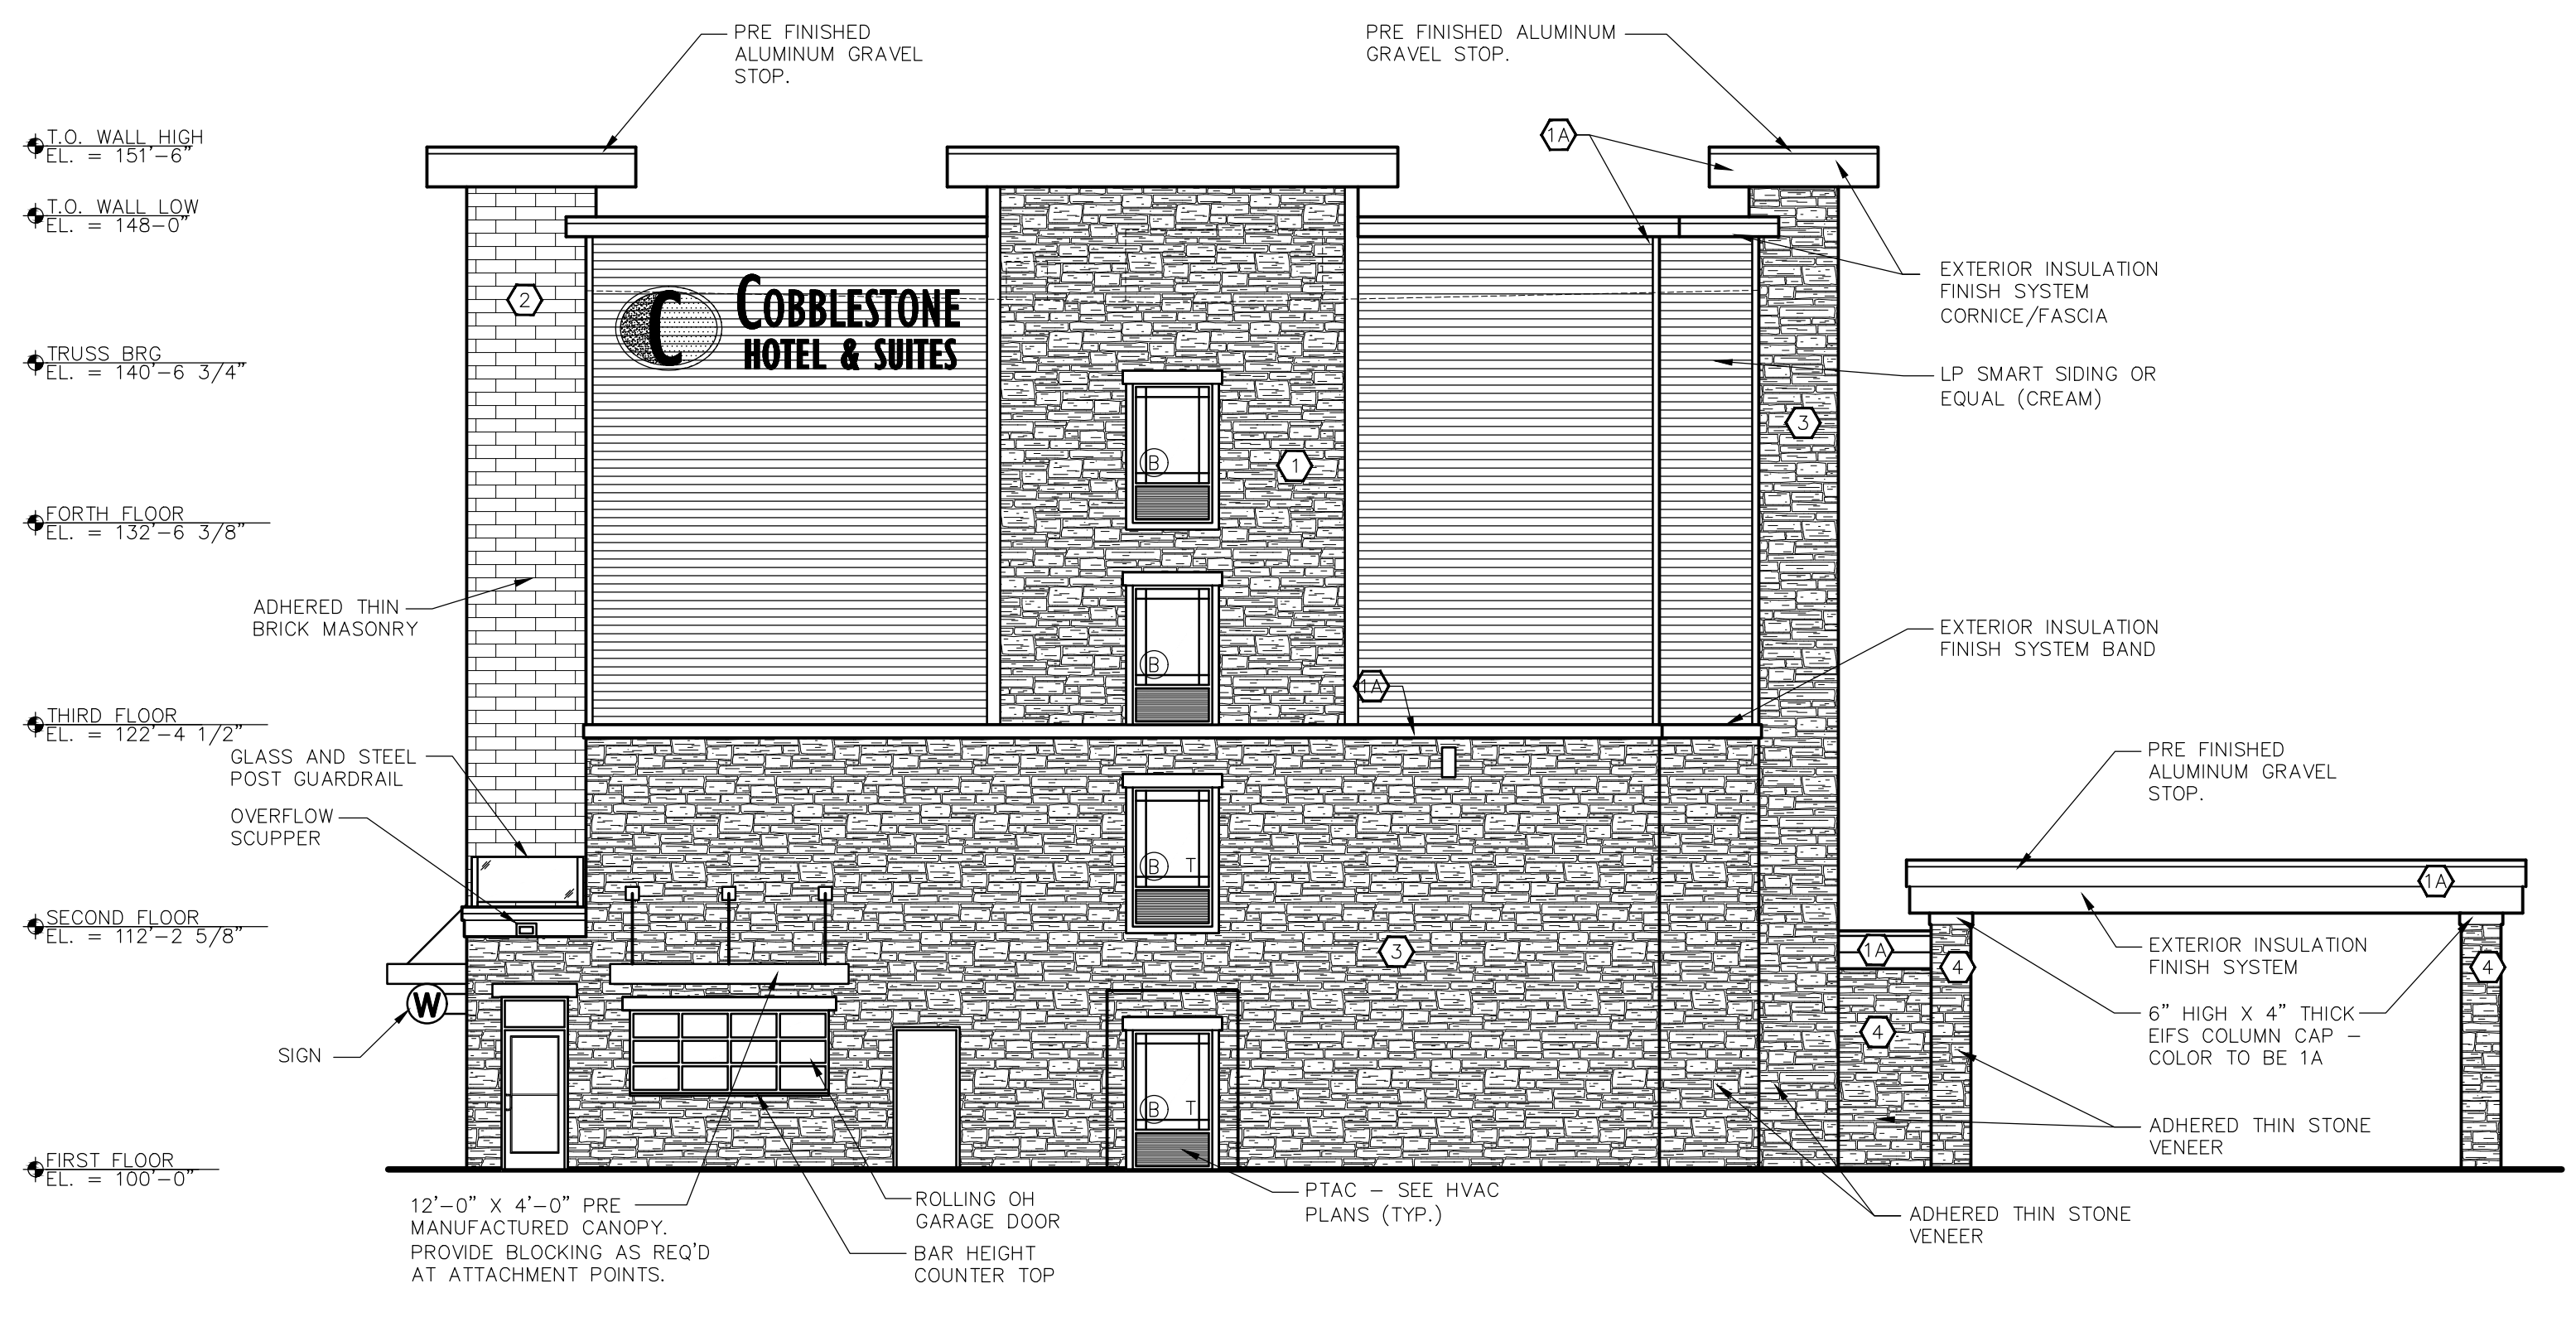 PRE FINISHED
ALUMINUM GRAVEL
STOP.
PRE FINISHED ALUMINUM
GRAVEL STOP.
T.O. WALL HIGH
EL. = 151'-6"
1A
T.O. WALL LOW
EL. = 148-0"
EXTERIOR INSULATION
FINISH SYSTEM
CORNICE/FASCIA
2
C
COBBLESTONE
HOTEL & SUITES
TRUSS BRG
EL. = 140'-6 3/4"
LP SMART SIDING OR
EQUAL (CREAM)
3
B
1
FORTH FLOOR
EL. = 132'-6 3/8"
ADHERED THIN
BRICK MASONRY
EXTERIOR INSULATION
FINISH SYSTEM BAND
B
1A
THIRD FLOOR
EL. = 122'-4 1/2"
GLASS AND STEEL
POST GUARDRAIL
PRE FINISHED
ALUMINUM GRAVEL
STOP.
OVERFLOW
SCUPPER
B T
1A
SECOND FLOOR
EL. = 112'-2 5/8"
3
1A
4
4
EXTERIOR INSULATION
FINISH SYSTEM
W
SIGN
4
6" HIGH X 4" THICK
EIFS COLUMN CAP -
COLOR TO BE 1A
B T
ADHERED THIN STONE
VENEER
FIRST FLOOR
EL. = 100'-0"
12'-0" X 4'-0" PRE
MANUFACTURED CANOPY.
PROVIDE BLOCKING AS REQ'D
AT ATTACHMENT POINTS.
ROLLING OH
GARAGE DOOR
BAR HEIGHT
COUNTER TOP
PTAC - SEE HVAC
PLANS (TYP.)
ADHERED THIN STONE
VENEER